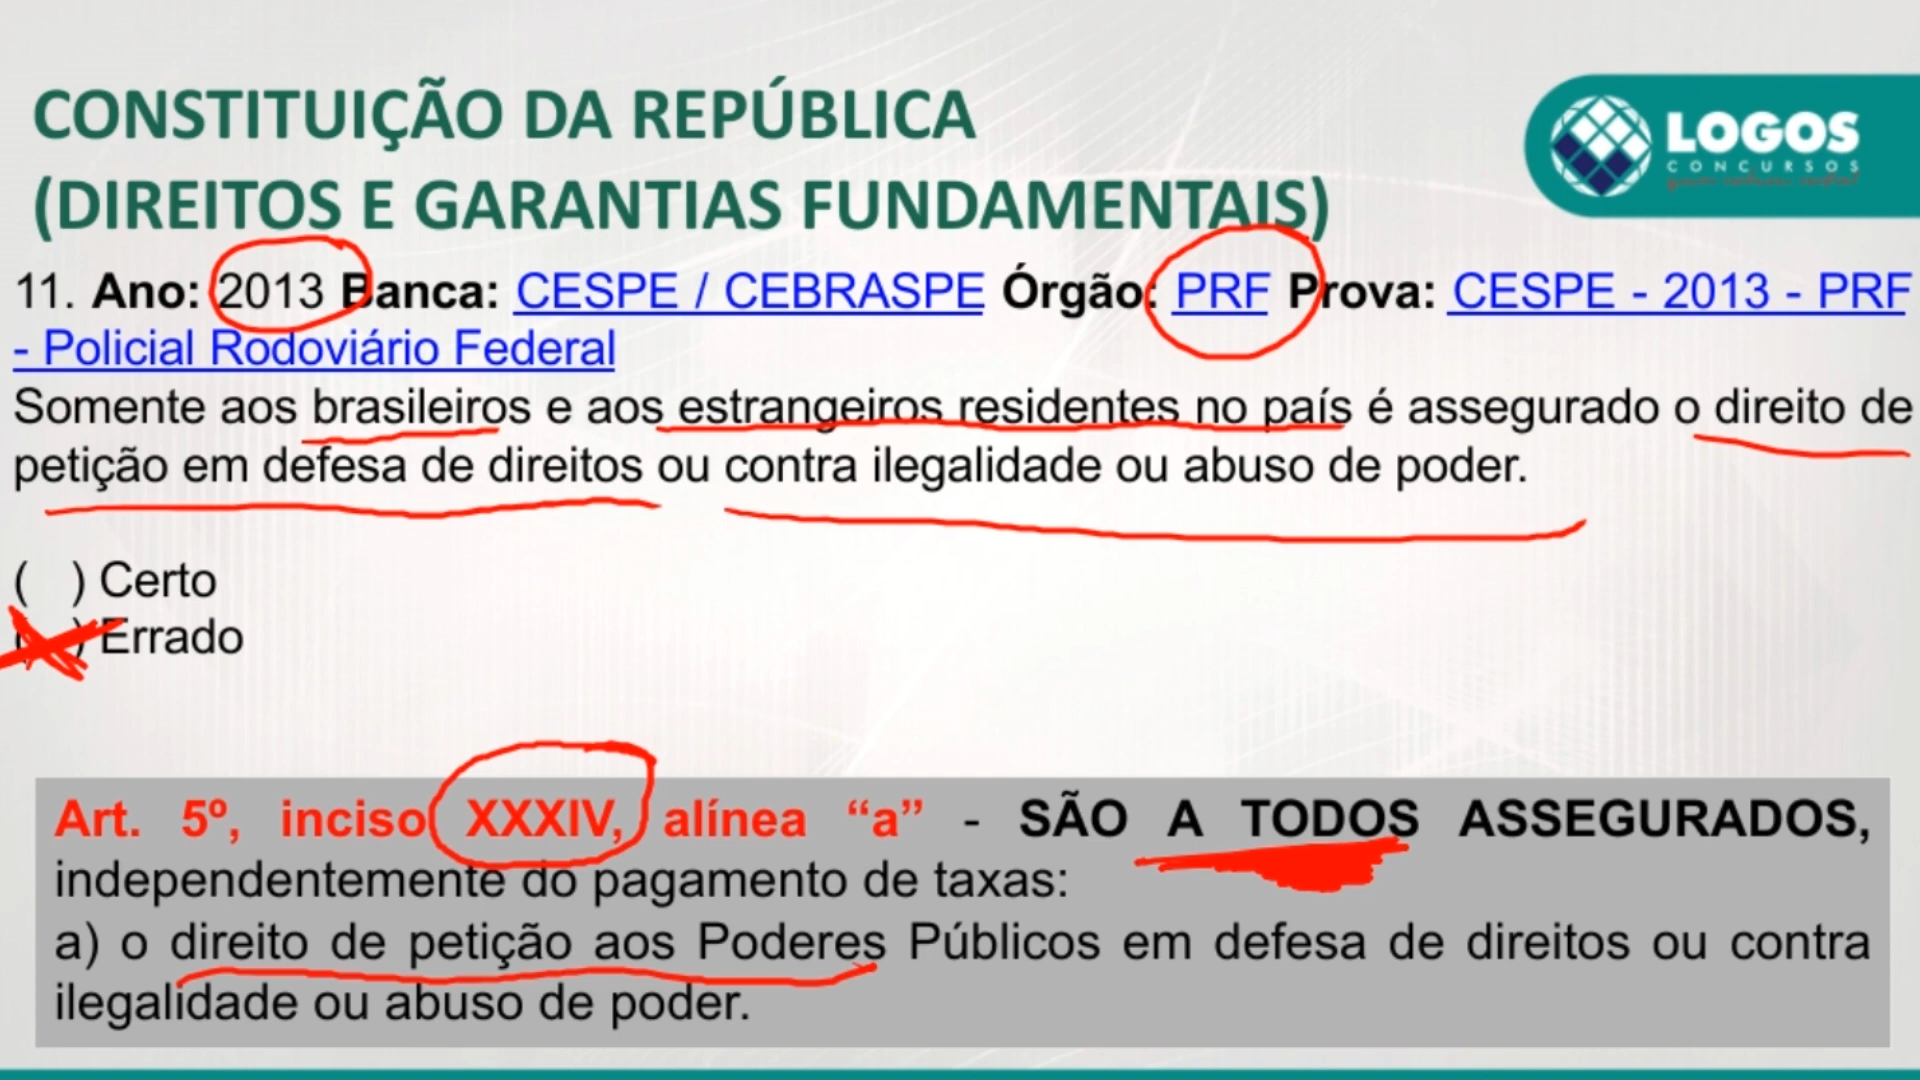 CONSTITUIÇÃO DA REPÚBLICA
(DIREITOS E GARANTIAS FUNDAMENTAIS)
LOGOS
CONCURSOS
11. Ano: 2013 Banca: CESPE / CEBRASPE Órgão: PRF Prova: CESPE - 2013 - PRF
- Policial Rodoviário Federal
Somente aos brasileiros e aos estrangeiros residentes no país é assegurado o direito de
petição em defesa de direitos ou contra ilegalidade ou abuso de poder.
( ) Certo
( ) Errado
Art. 5º, inciso XXXIV, alínea “a” - SÃO A TODOS ASSEGURADOS,
independentemente do pagamento de taxas:
a) o direito de petição aos Poderes Públicos em defesa de direitos ou contra
ilegalidade ou abuso de poder.